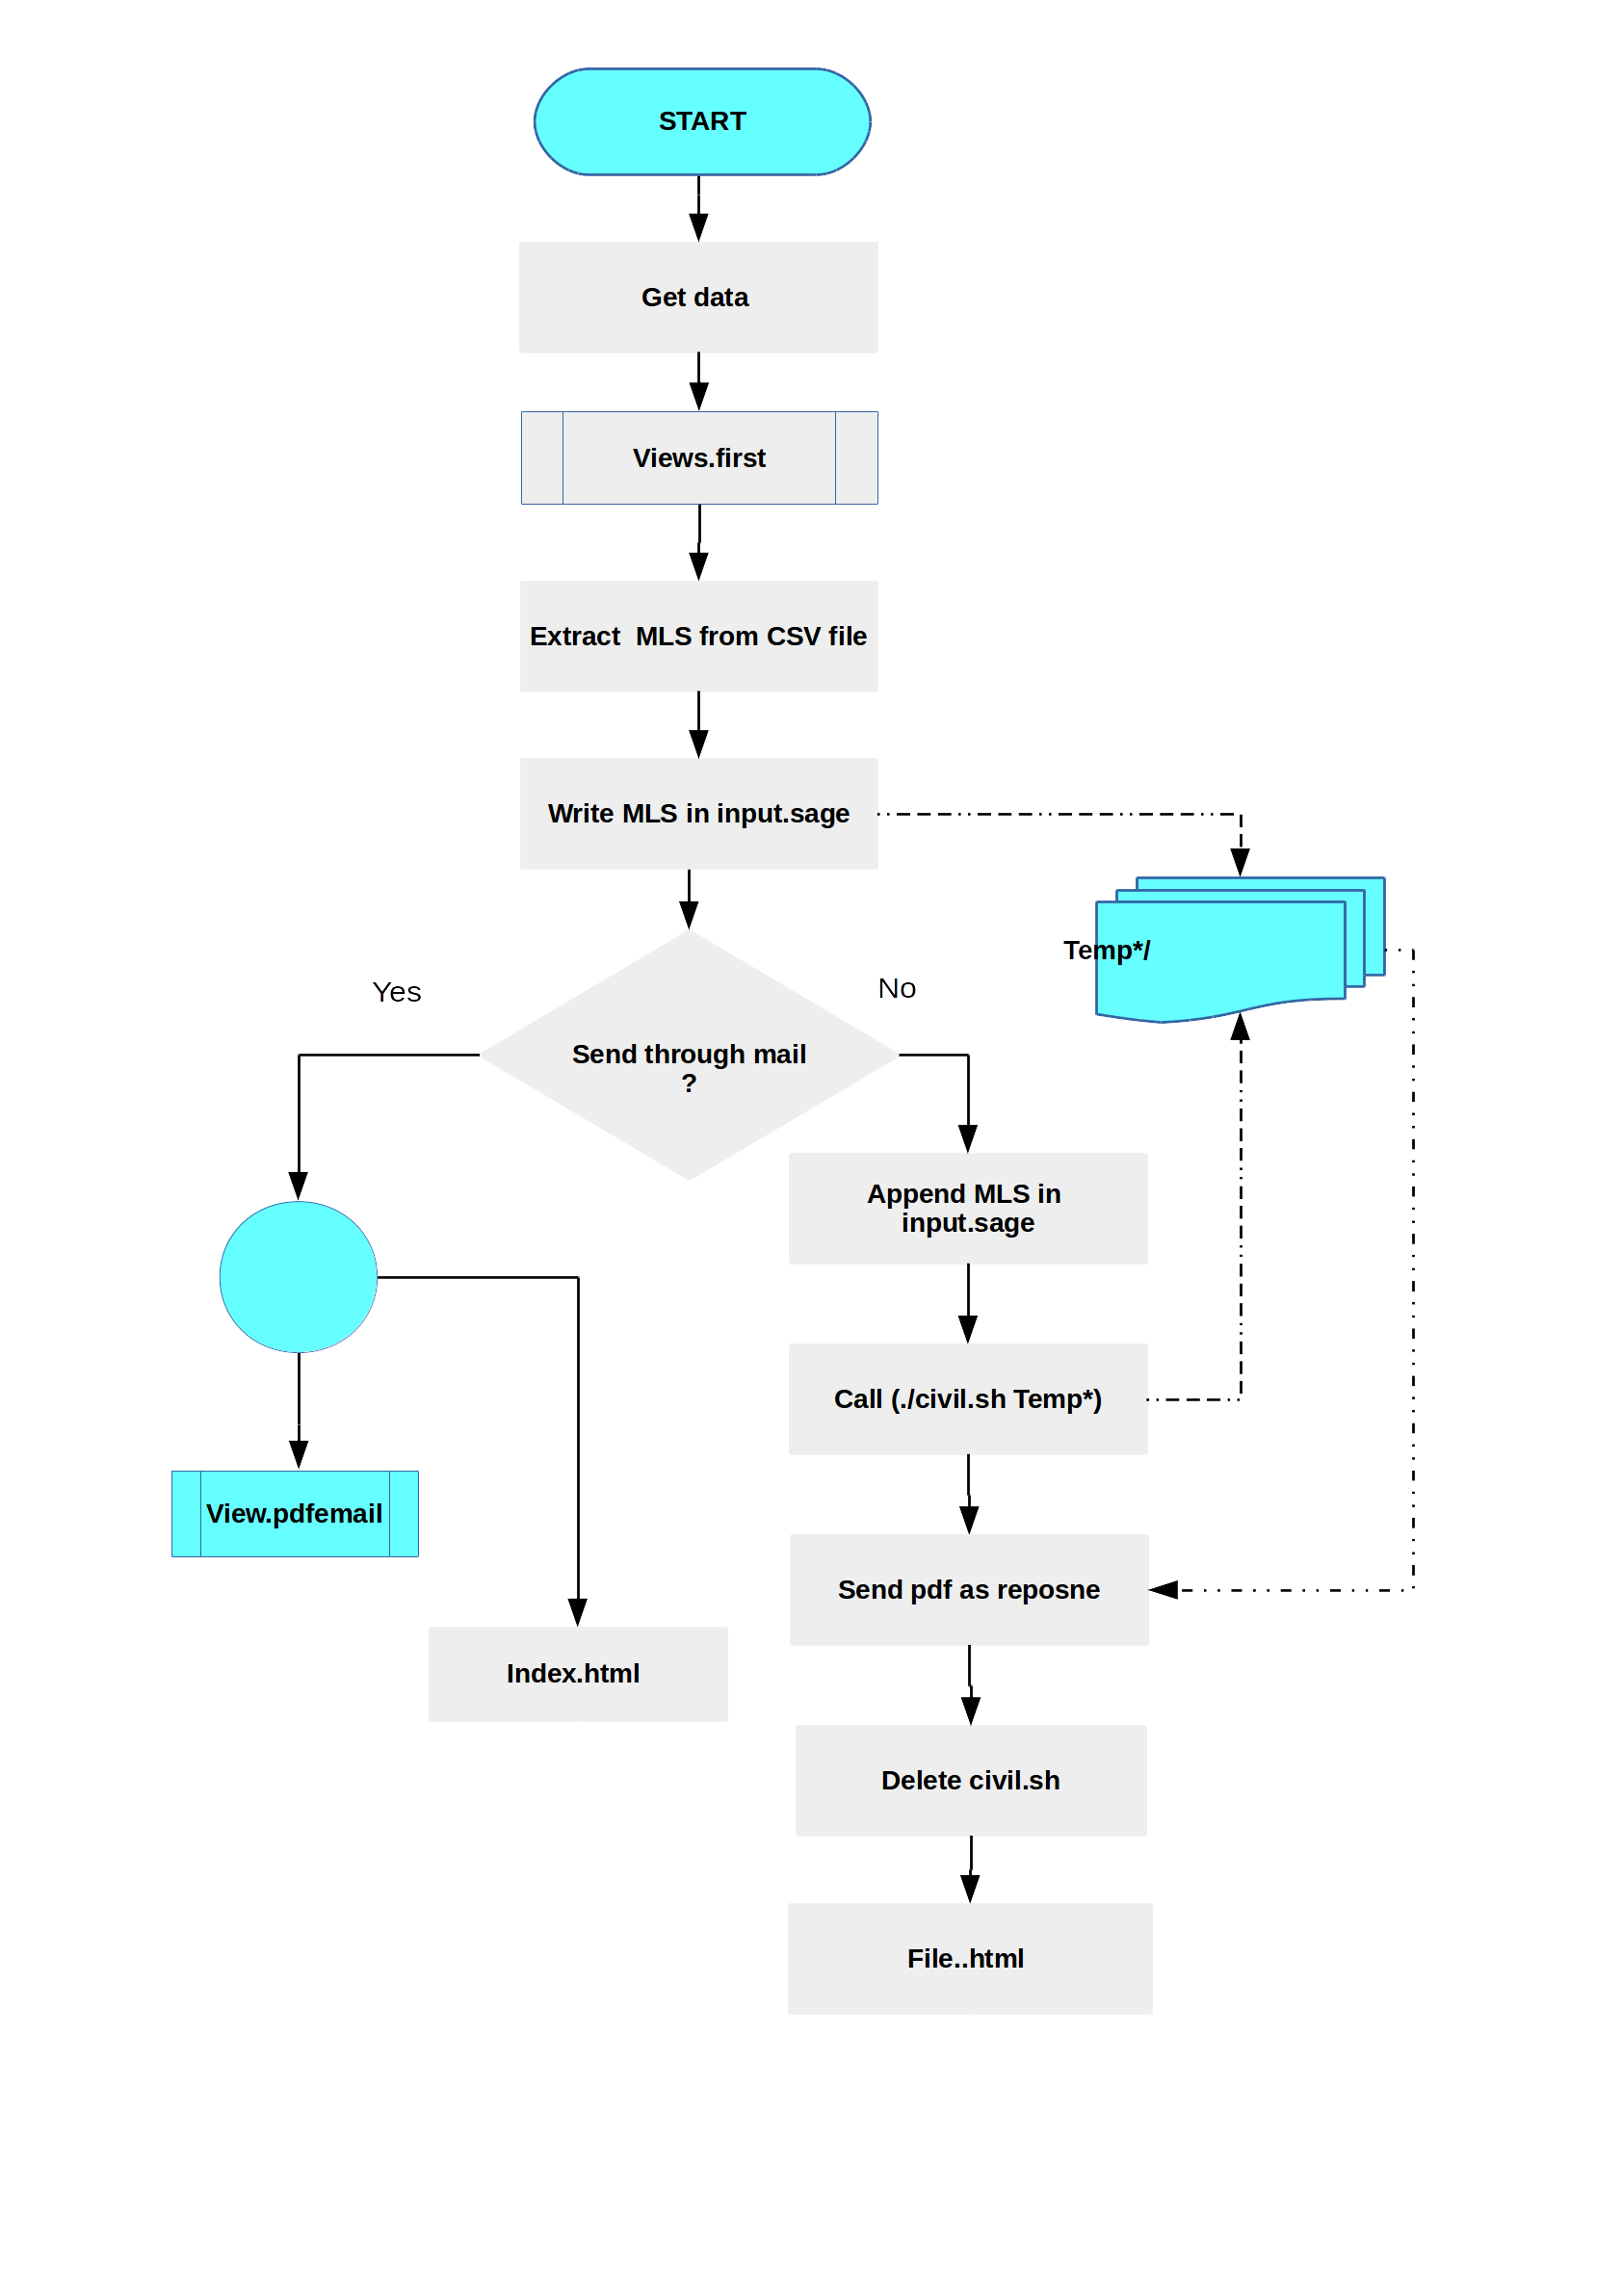 START
Get data
Views.first
Extract  MLS from CSV file
Write MLS in input.sage
Temp*/
Yes
No
Send through mail
?
Append MLS in
input.sage
Call (./civil.sh Temp*)
View.pdfemail
Send pdf as reposne
Index.html
Delete civil.sh
File..html